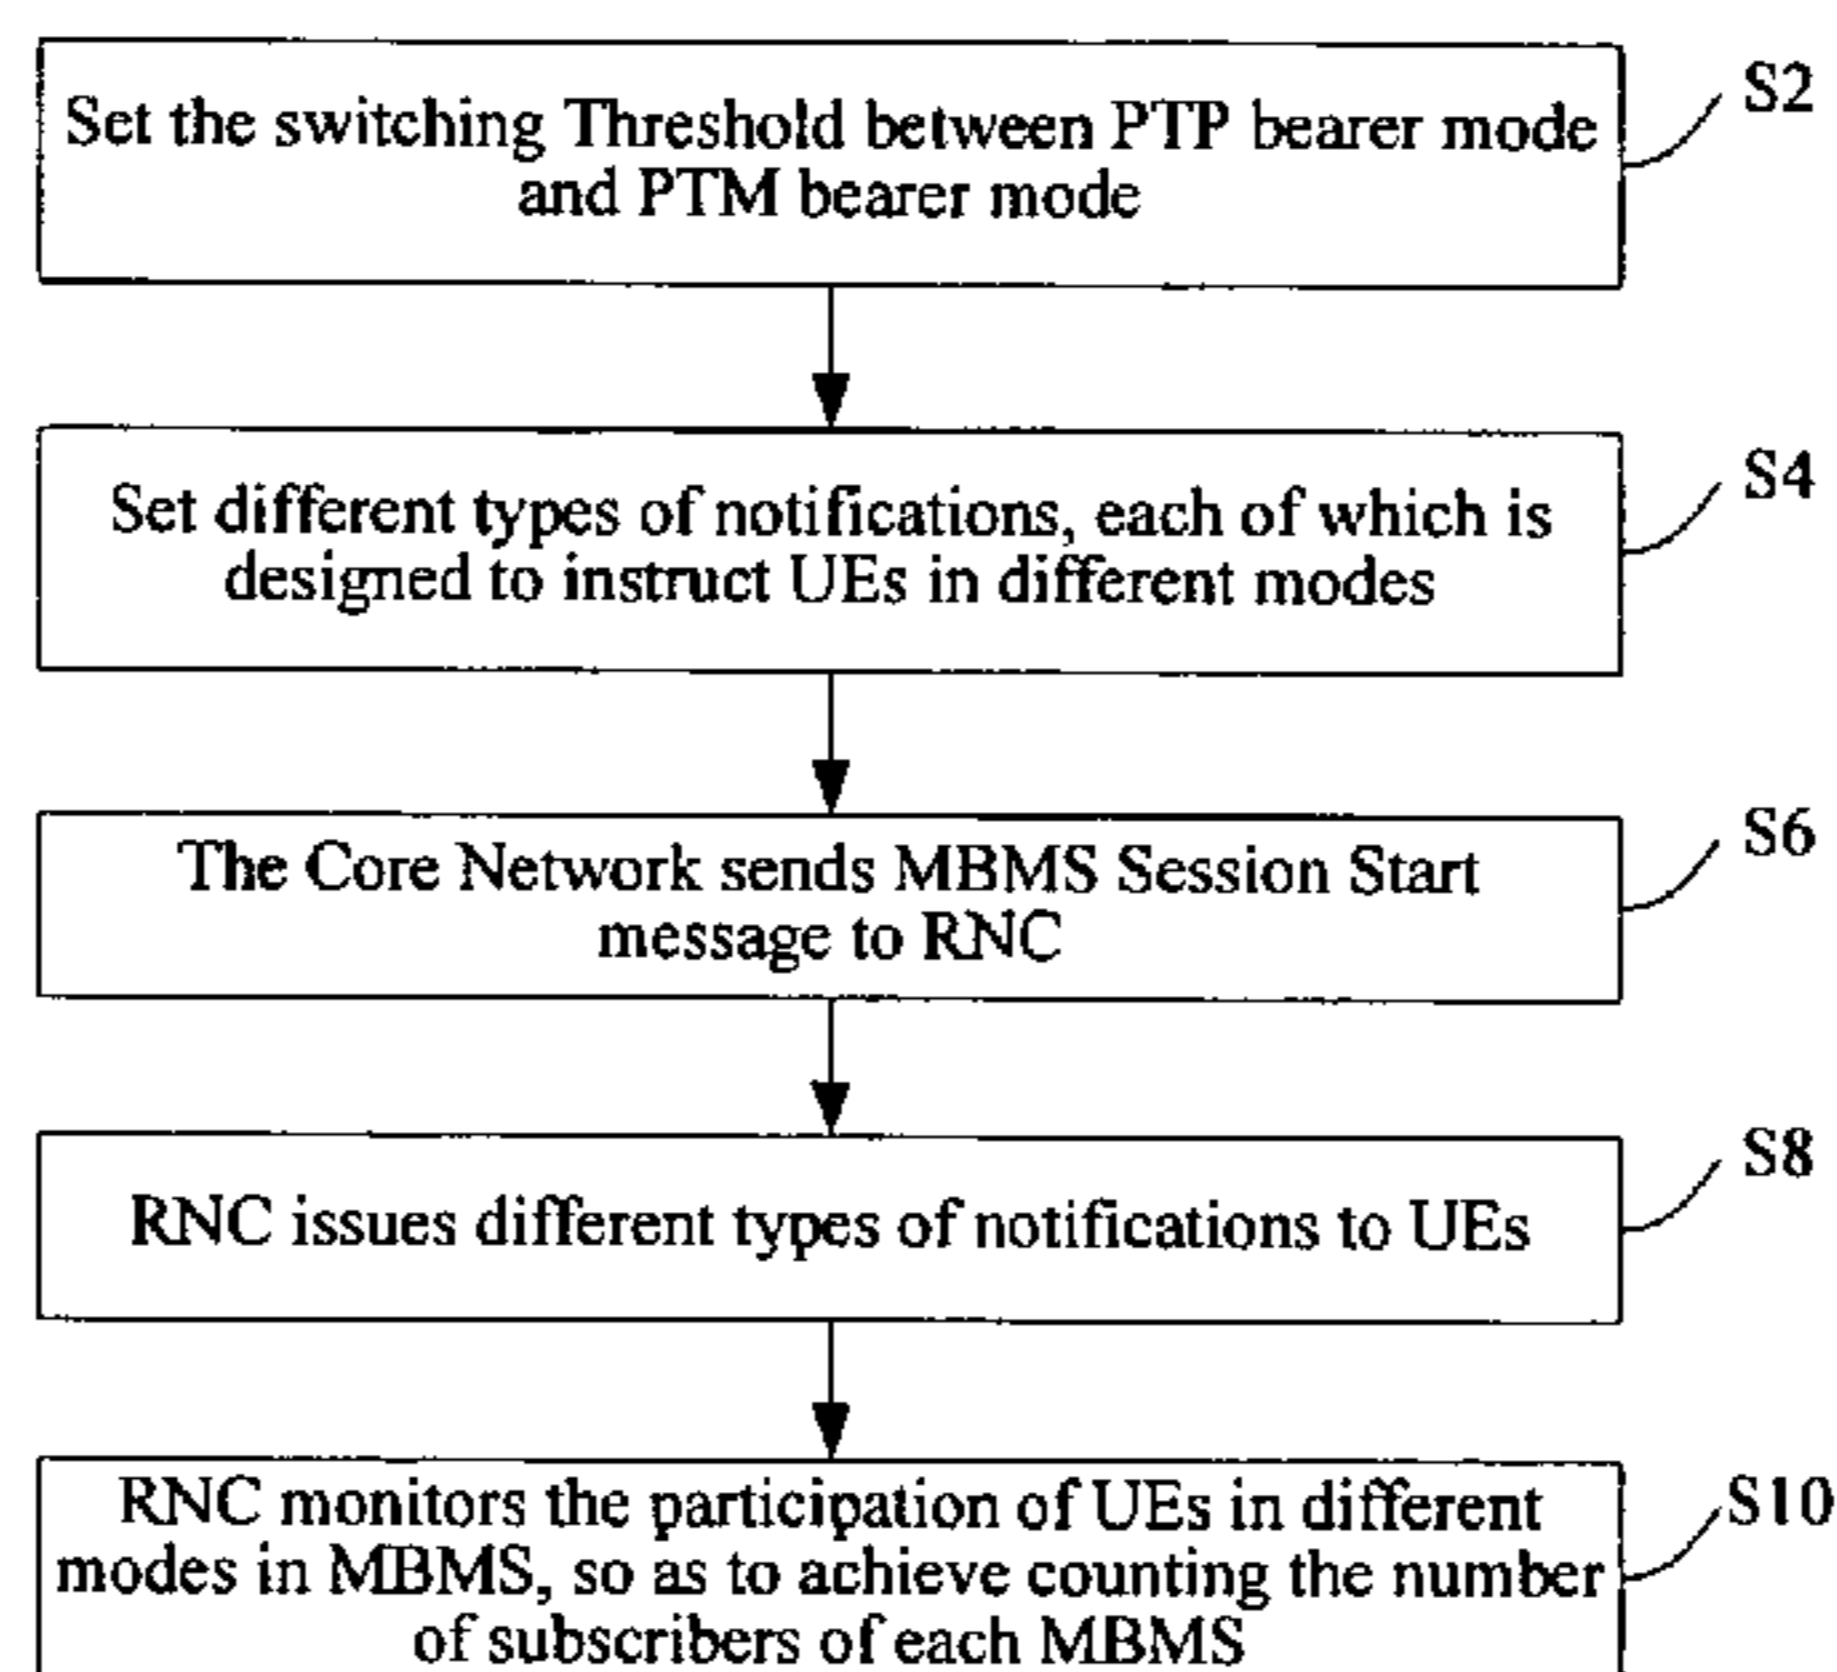 Set the switching Threshold between PTP bearer mode
and PTM bearer mode
S2
Set different types of notifications, each of which is
designed to instruct UEs in different modes
S4
The Core Network sends MBMS Session Start
message to RNC
S6
RNC issues different types of notifications to UEs
S8
RNC monitors the participation of UEs in different
modes in MBMS, so as to achieve counting the number
of subscribers of each MBMS
S10